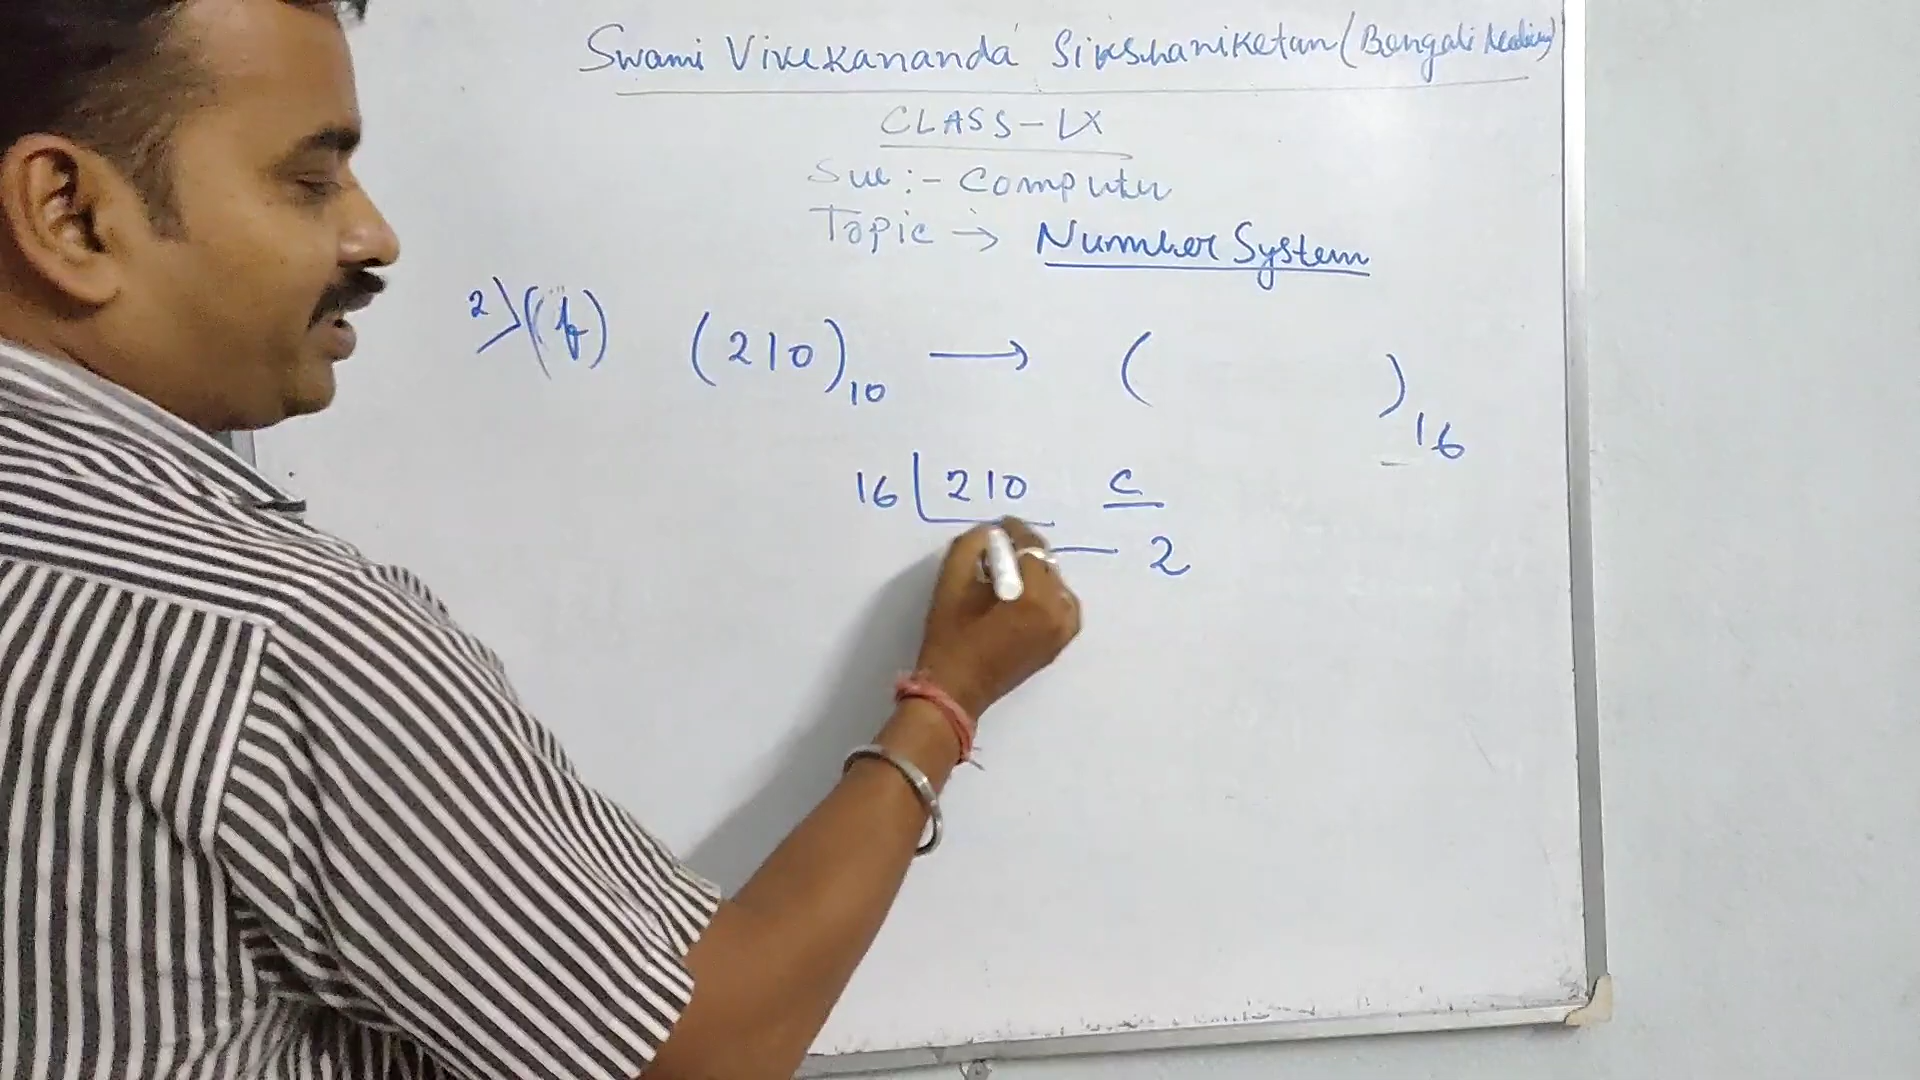 Swami Vivekananda Sikshaniketan (Bengali Medium)
CLASS - IX
Sub :- Computer
Topic → Number System
2> (f) (210)10 → ( )16
16 210 C
2